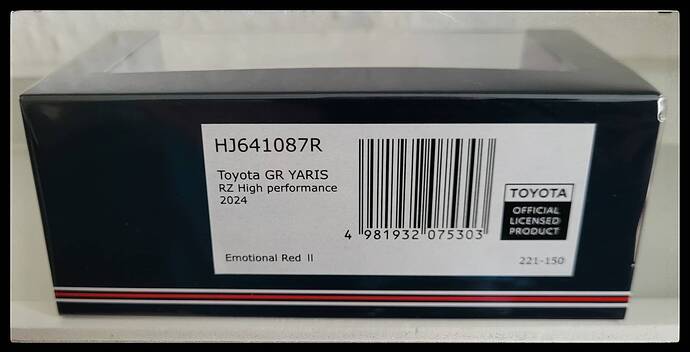 HJ641087R
Toyota GR YARIS
RZ High performance
2024
4 981932 075303
TOYOTA
OFFICIAL
LICENSED
PRODUCT
Emotional Red II
221-150